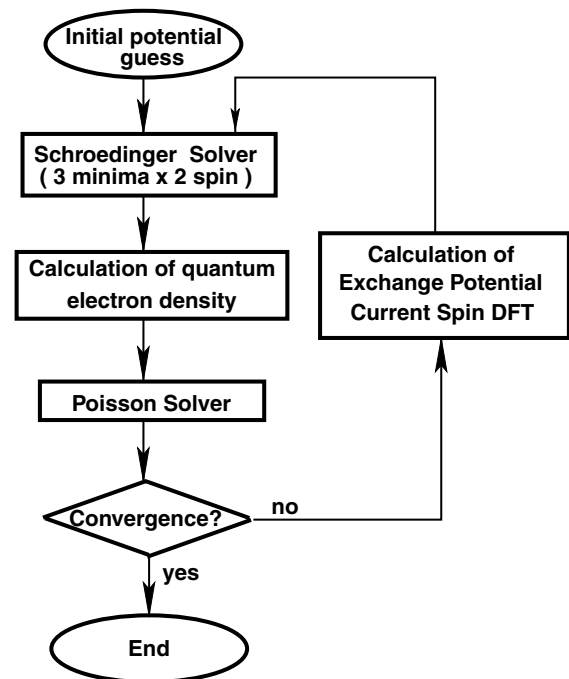 Initial potential
guess
Schroedinger Solver
( 3 minima x 2 spin )
Calculation of quantum
electron density
Calculation of
Exchange Potential
Current Spin DFT
Poisson Solver
Convergence?
no
yes
End